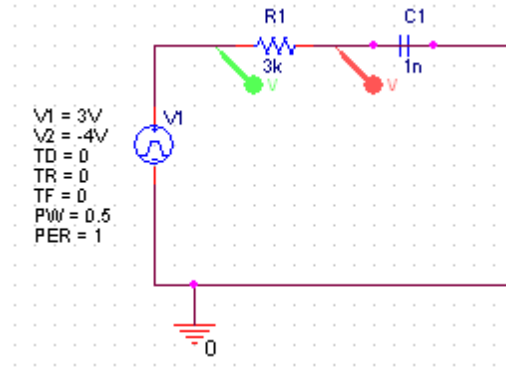 R1
C1
3k
1n
V
V
V1
V1 = 3V
V2 = -4V
TD = 0
TR = 0
TF = 0
PW = 0.5
PER = 1
0